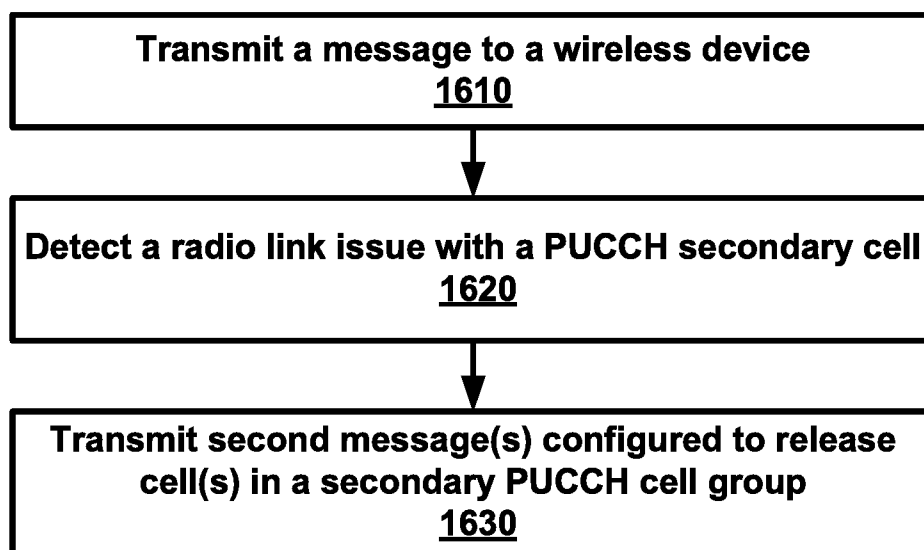 Transmit a message to a wireless device
1610
Detect a radio link issue with a PUCCH secondary cell
1620
Transmit second message(s) configured to release
cell(s) in a secondary PUCCH cell group
1630